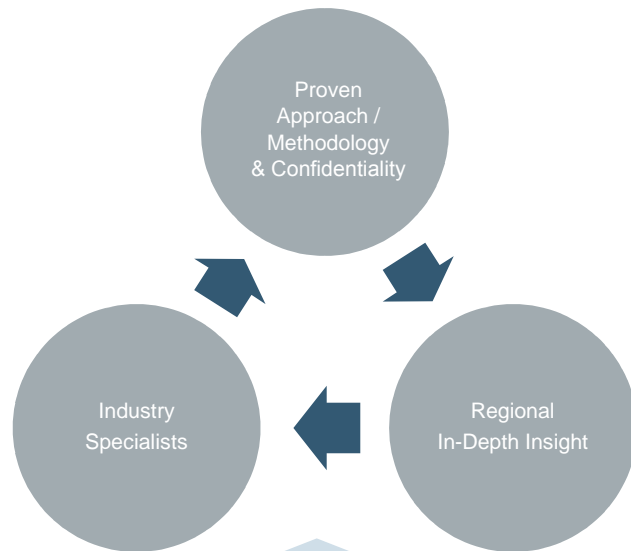 Proven
Approach /
Methodology
& Confidentiality
Industry
Specialists
Regional
In-Depth Insight